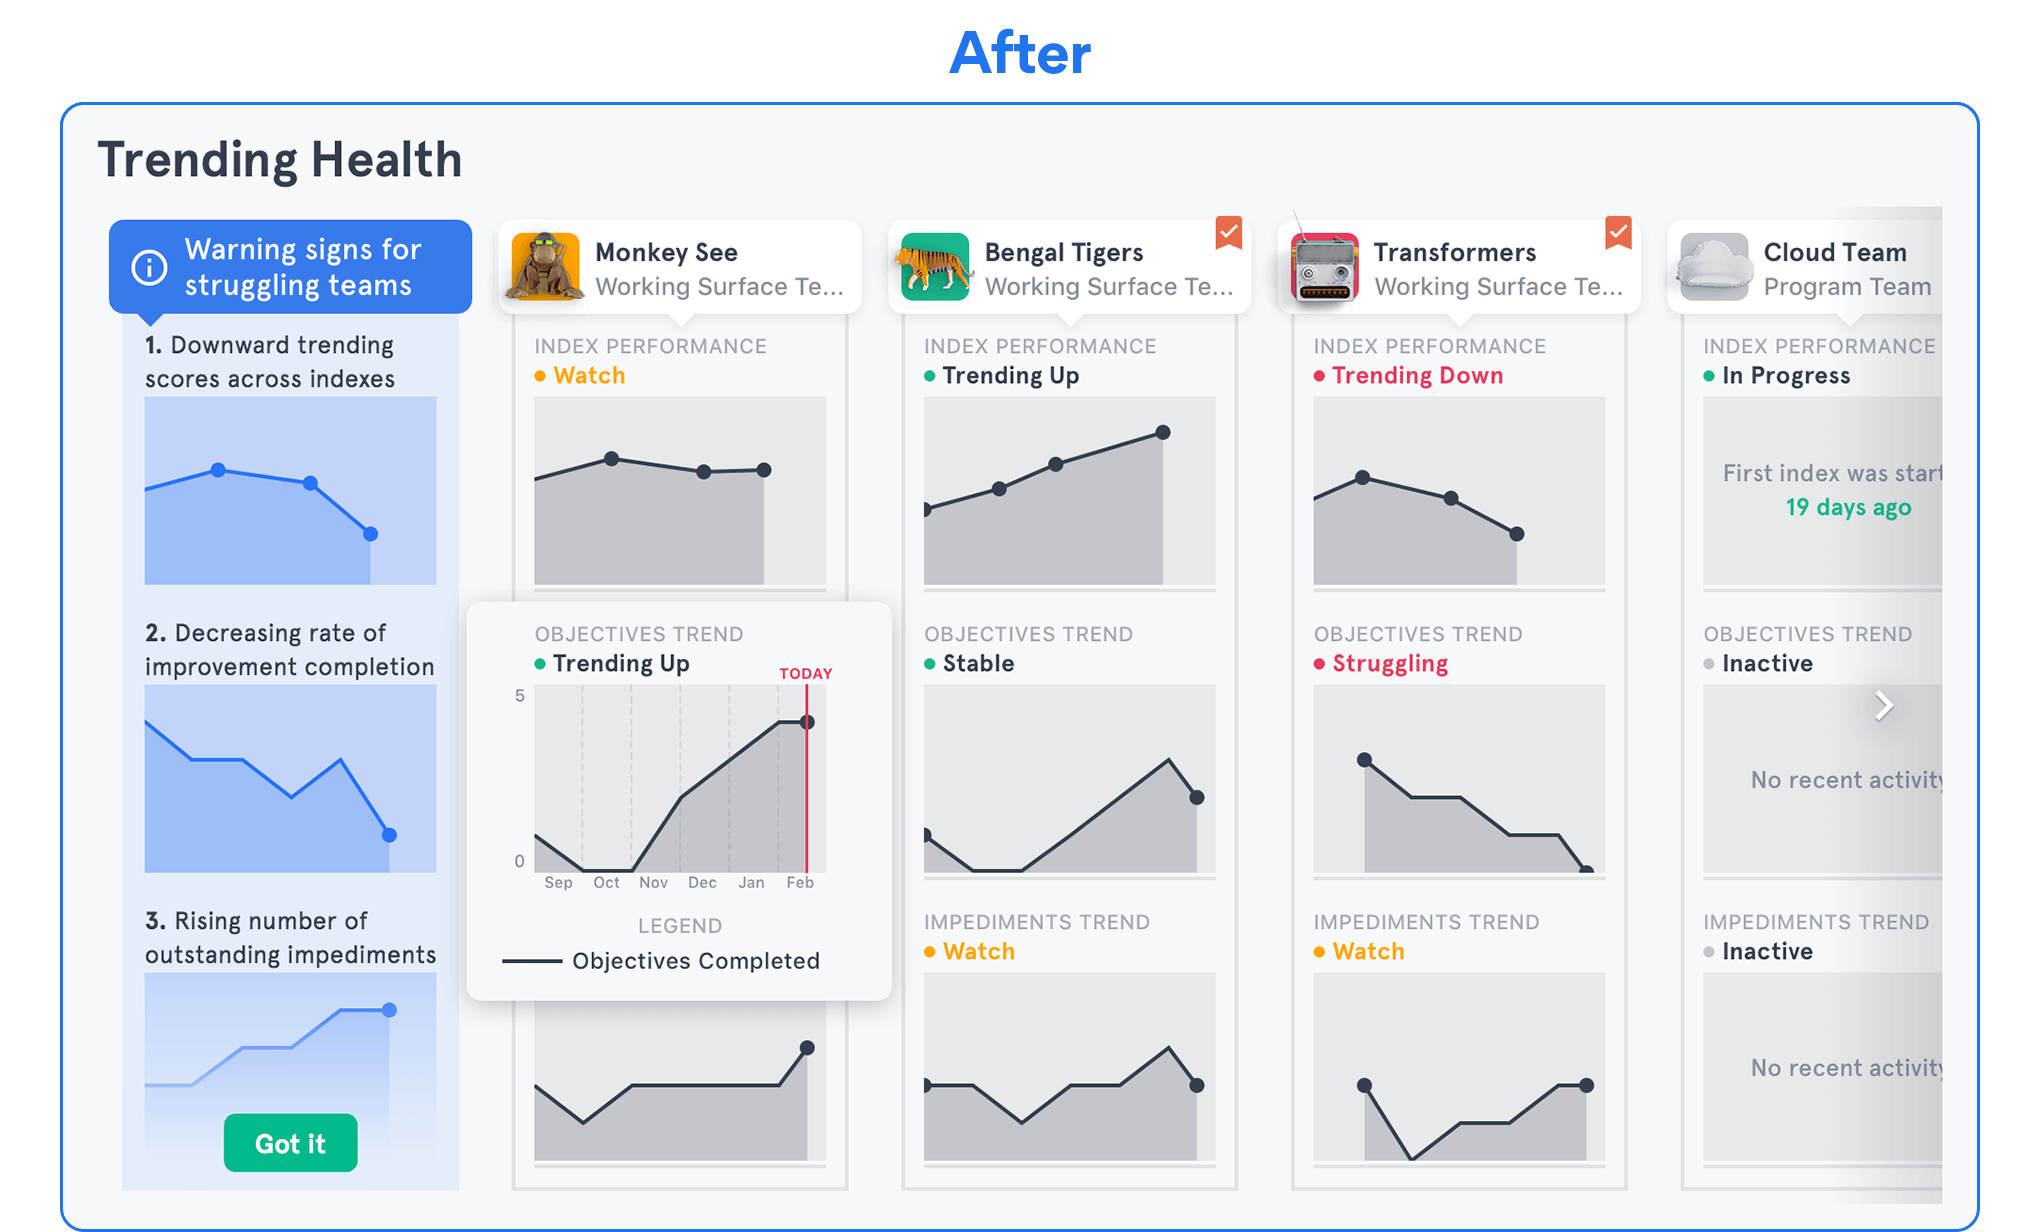 After
Trending Health
Warning signs for
struggling teams
1. Downward trending
scores across indexes
2. Decreasing rate of
improvement completion
3. Rising number of
outstanding impediments
Got it
Monkey See
Working Surface Te...
INDEX PERFORMANCE
Watch
OBJECTIVES TREND
Trending Up
TODAY
5
0
Sep Oct Nov Dec Jan Feb
LEGEND
Objectives Completed
Bengal Tigers
Working Surface Te...
INDEX PERFORMANCE
Trending Up
OBJECTIVES TREND
Stable
IMPEDIMENTS TREND
Watch
Transformers
Working Surface Te...
INDEX PERFORMANCE
Trending Down
OBJECTIVES TREND
Struggling
IMPEDIMENTS TREND
Watch
Cloud Team
Program Team
INDEX PERFORMANCE
In Progress
First index was start
19 days ago
OBJECTIVES TREND
Inactive
No recent activity
IMPEDIMENTS TREND
Inactive
No recent activity